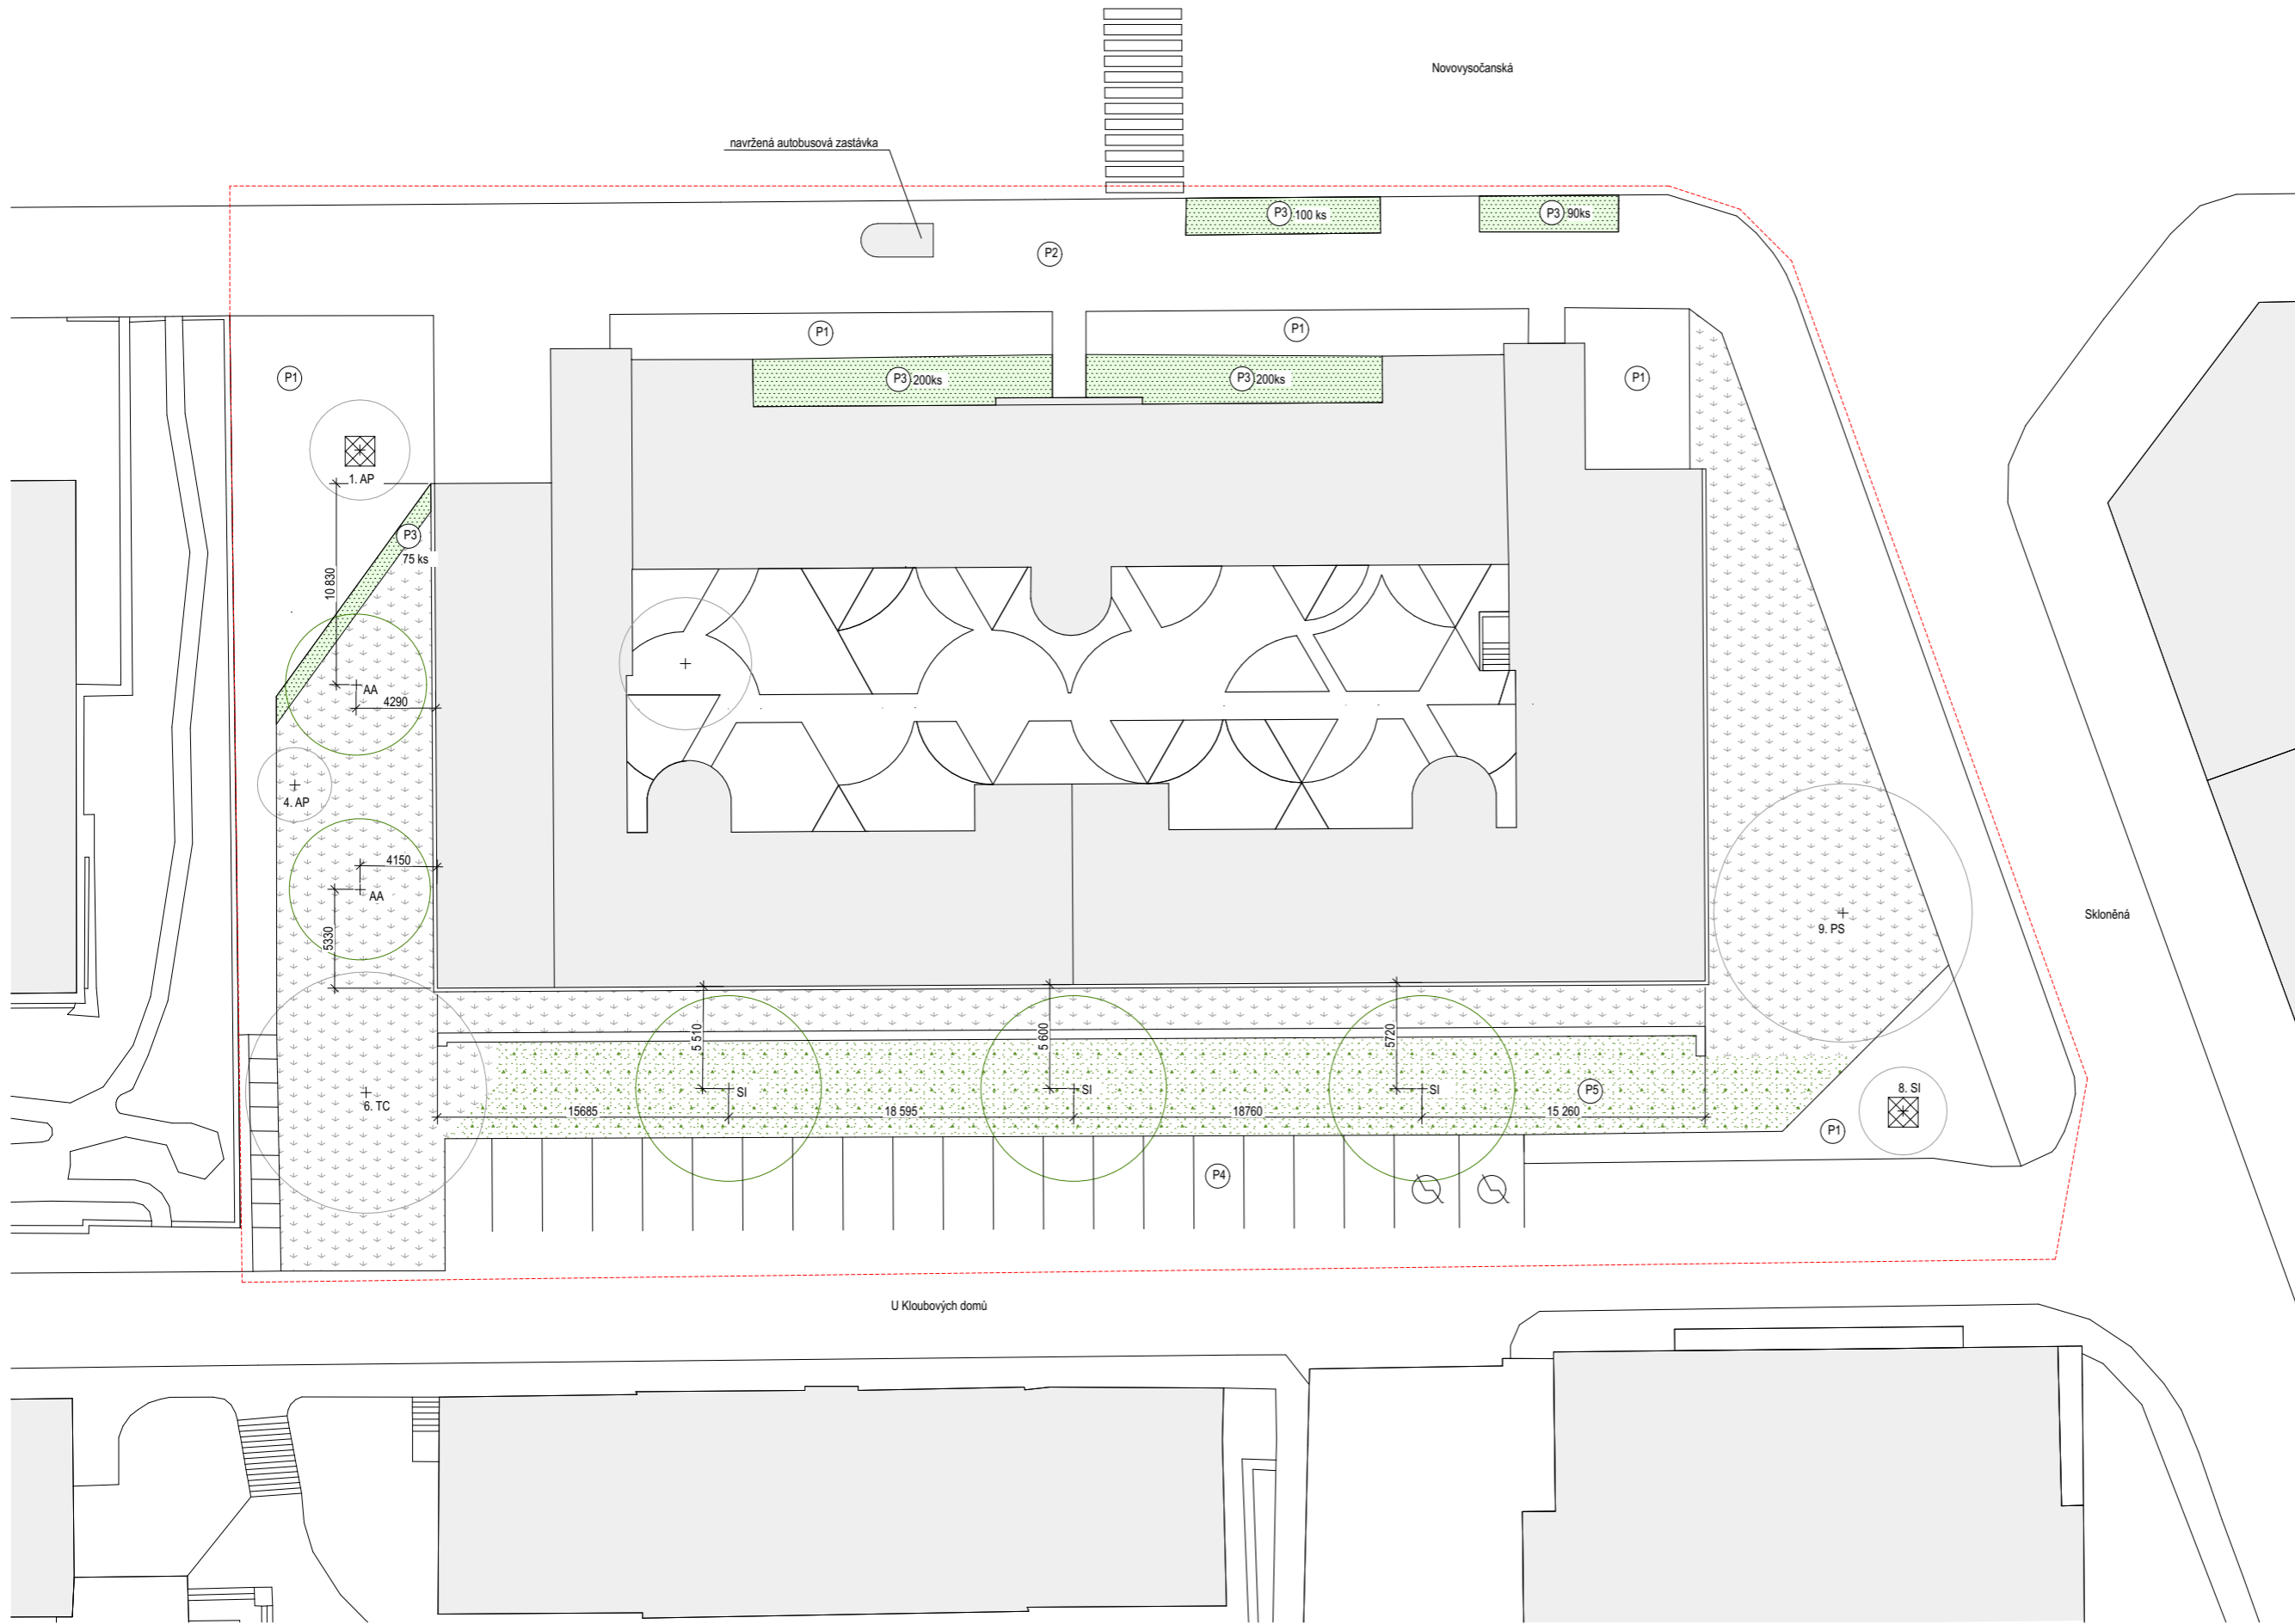 Novovysočanská
navržená autobusová zastávka
P3 100 ks
P3 90ks
P2
P1
P1
P1
P3 200ks
P3 200ks
P1
1. AP
P3
75 ks
10 830
AA
4290
4. AP
4150
AA
5330
Skloněná
9. PS
5 510
5 600
5720
6. TC
SI
SI
SI
P5
8. SI
15685
18 595
18760
15 260
P1
P4
U Kloubových domů